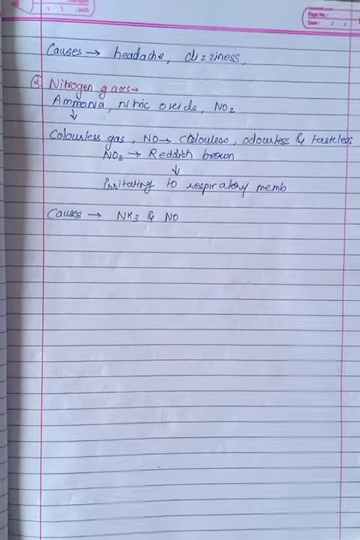 Causes → headache, dizziness.
② Nitrogen gases→
Ammonia, nitric oxide, NO₂
↓
Colourless gas, NO→ Colouless, odourless & tasteless
NO₂ → Reddish brown
↓
irritating to respiratory memb
Causes → NH₃ & NO